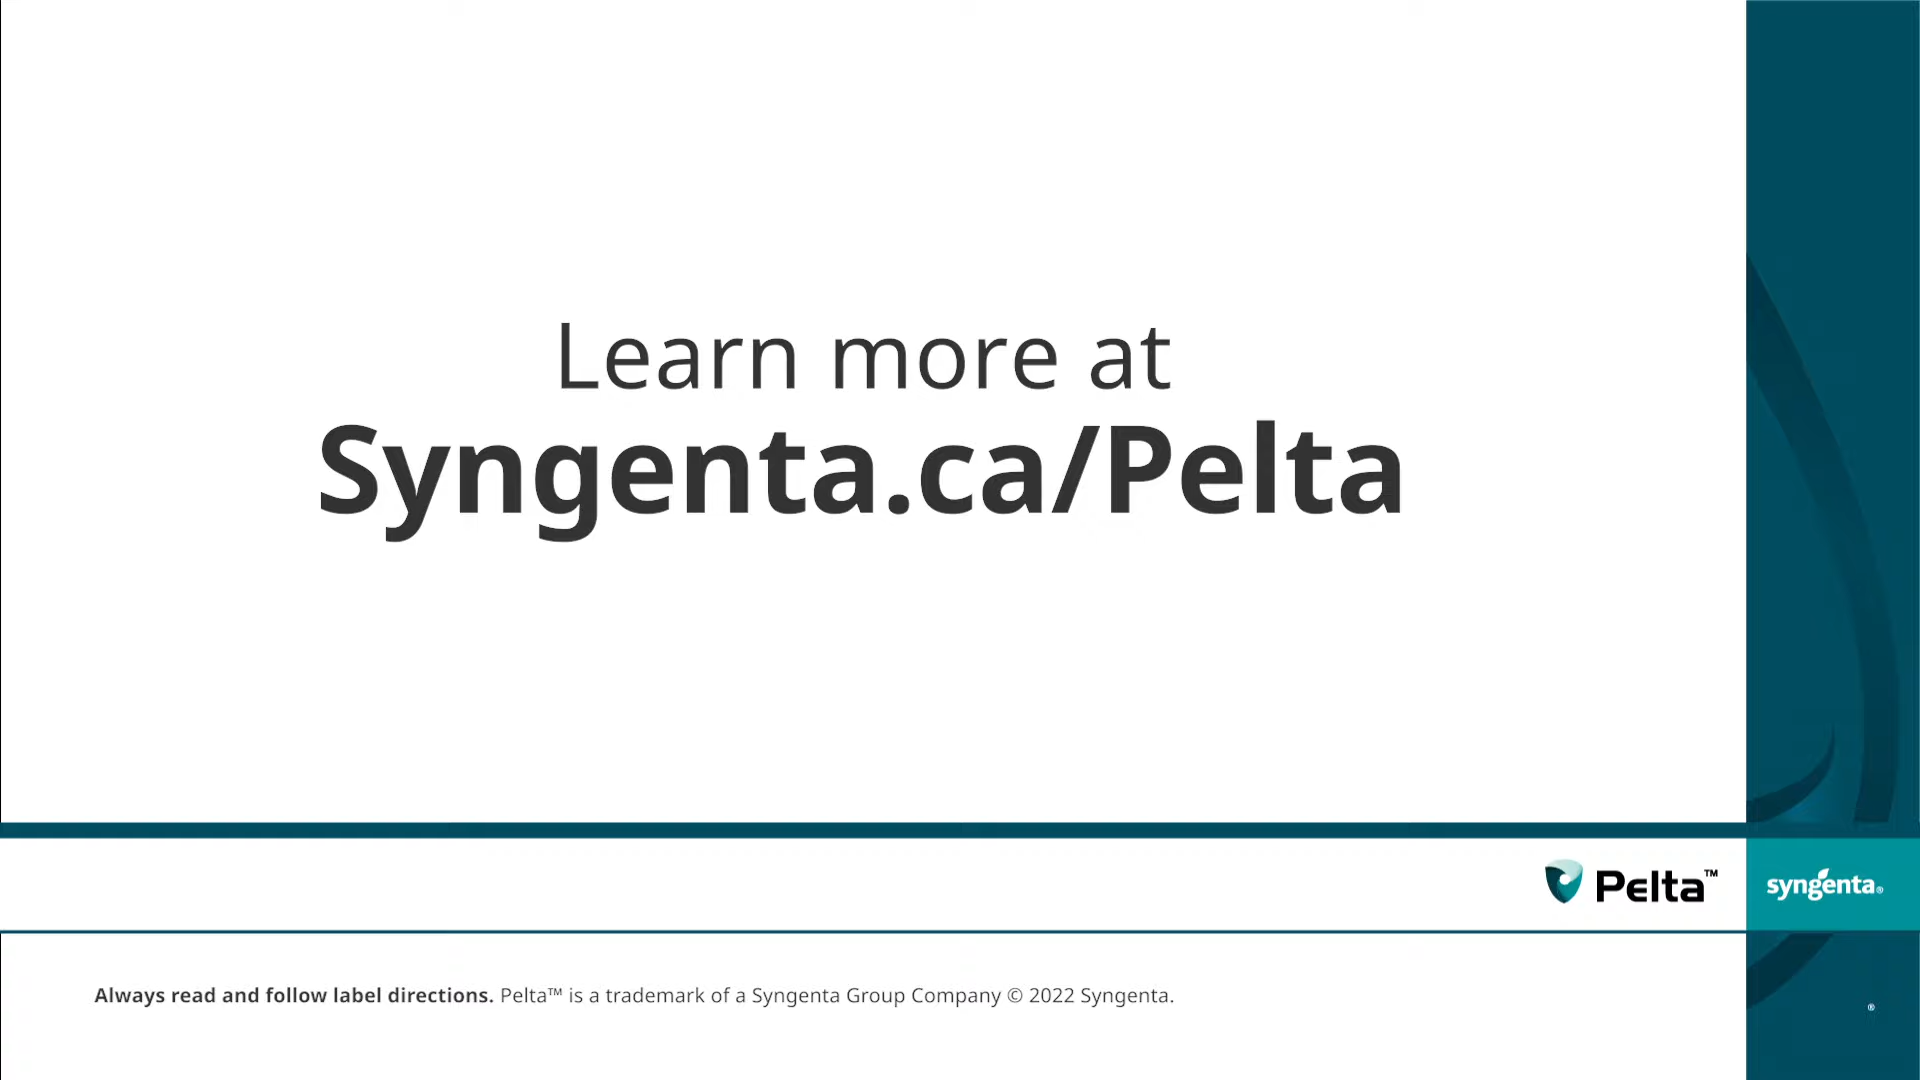 Learn more at
Syngenta.ca/Pelta
Pelta™
syngenta®
Always read and follow label directions. Pelta™ is a trademark of a Syngenta Group Company © 2022 Syngenta.
®